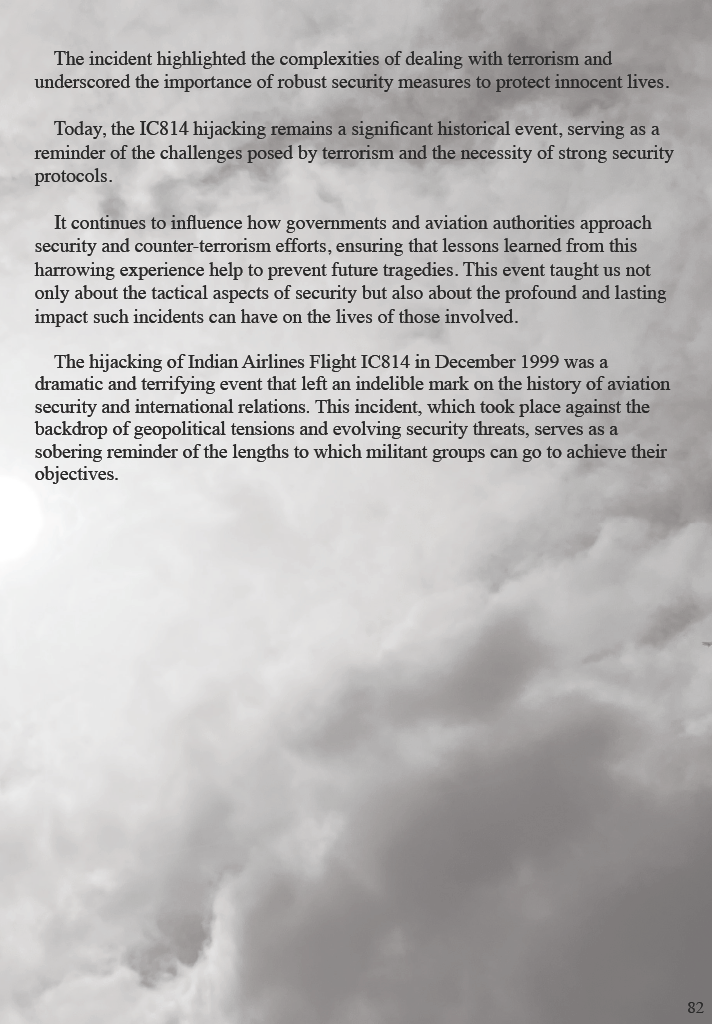 The incident highlighted the complexities of dealing with terrorism and
underscored the importance of robust security measures to protect innocent lives.
Today, the IC814 hijacking remains a significant historical event, serving as a
reminder of the challenges posed by terrorism and the necessity of strong security
protocols.
It continues to influence how governments and aviation authorities approach
security and counter-terrorism efforts, ensuring that lessons learned from this
harrowing experience help to prevent future tragedies. This event taught us not
only about the tactical aspects of security but also about the profound and lasting
impact such incidents can have on the lives of those involved.
The hijacking of Indian Airlines Flight IC814 in December 1999 was a
dramatic and terrifying event that left an indelible mark on the history of aviation
security and international relations. This incident, which took place against the
backdrop of geopolitical tensions and evolving security threats, serves as a
sobering reminder of the lengths to which militant groups can go to achieve their
objectives.
82